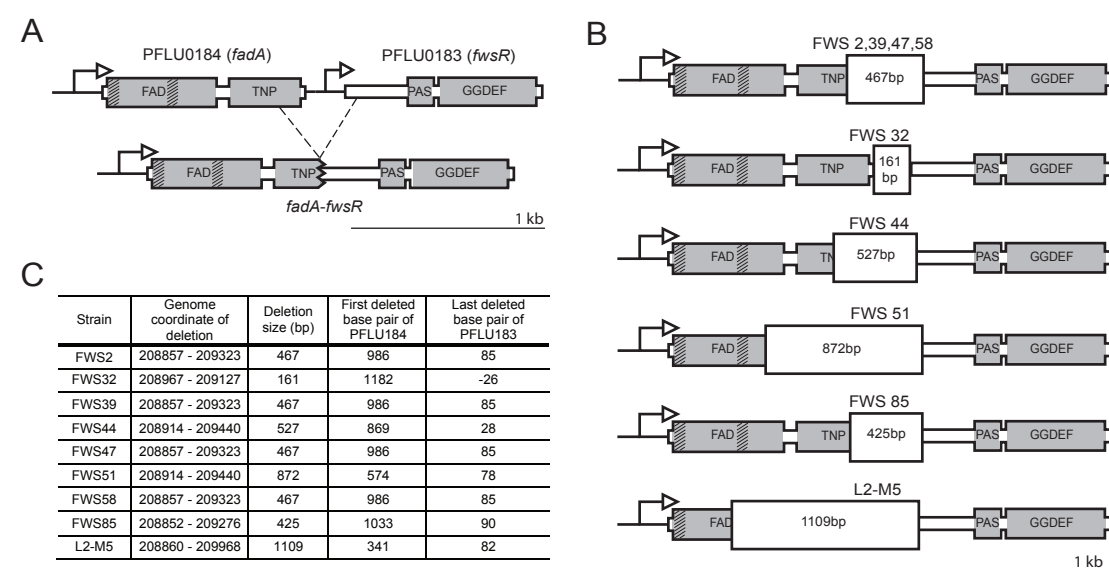 A
PFLU0184 (fadA)
PFLU0183 (fwsR)
FAD
TNP
PAS
GGDEF
FAD
TNP
PAS
GGDEF
fadA-fwsR
1 kb
B
FWS 2,39,47,58
FAD
TNP
467bp
PAS
GGDEF
FWS 32
FAD
TNP
161
bp
PAS
GGDEF
FWS 44
FAD
TN
527bp
PAS
GGDEF
FWS 51
FAD
872bp
PAS
GGDEF
FWS 85
FAD
TNP
425bp
PAS
GGDEF
L2-M5
FAD
1109bp
PAS
GGDEF
1 kb
C
Strain Genome coordinate of deletion Deletion size (bp) First deleted base pair of PFLU184 Last deleted base pair of PFLU183
FWS2 208857 - 209323 467 986 85
FWS32 208967 - 209127 161 1182 -26
FWS39 208857 - 209323 467 986 85
FWS44 208914 - 209440 527 869 28
FWS47 208857 - 209323 467 986 85
FWS51 208914 - 209440 872 574 78
FWS58 208857 - 209323 467 986 85
FWS85 208852 - 209276 425 1033 90
L2-M5 208860 - 209968 1109 341 82